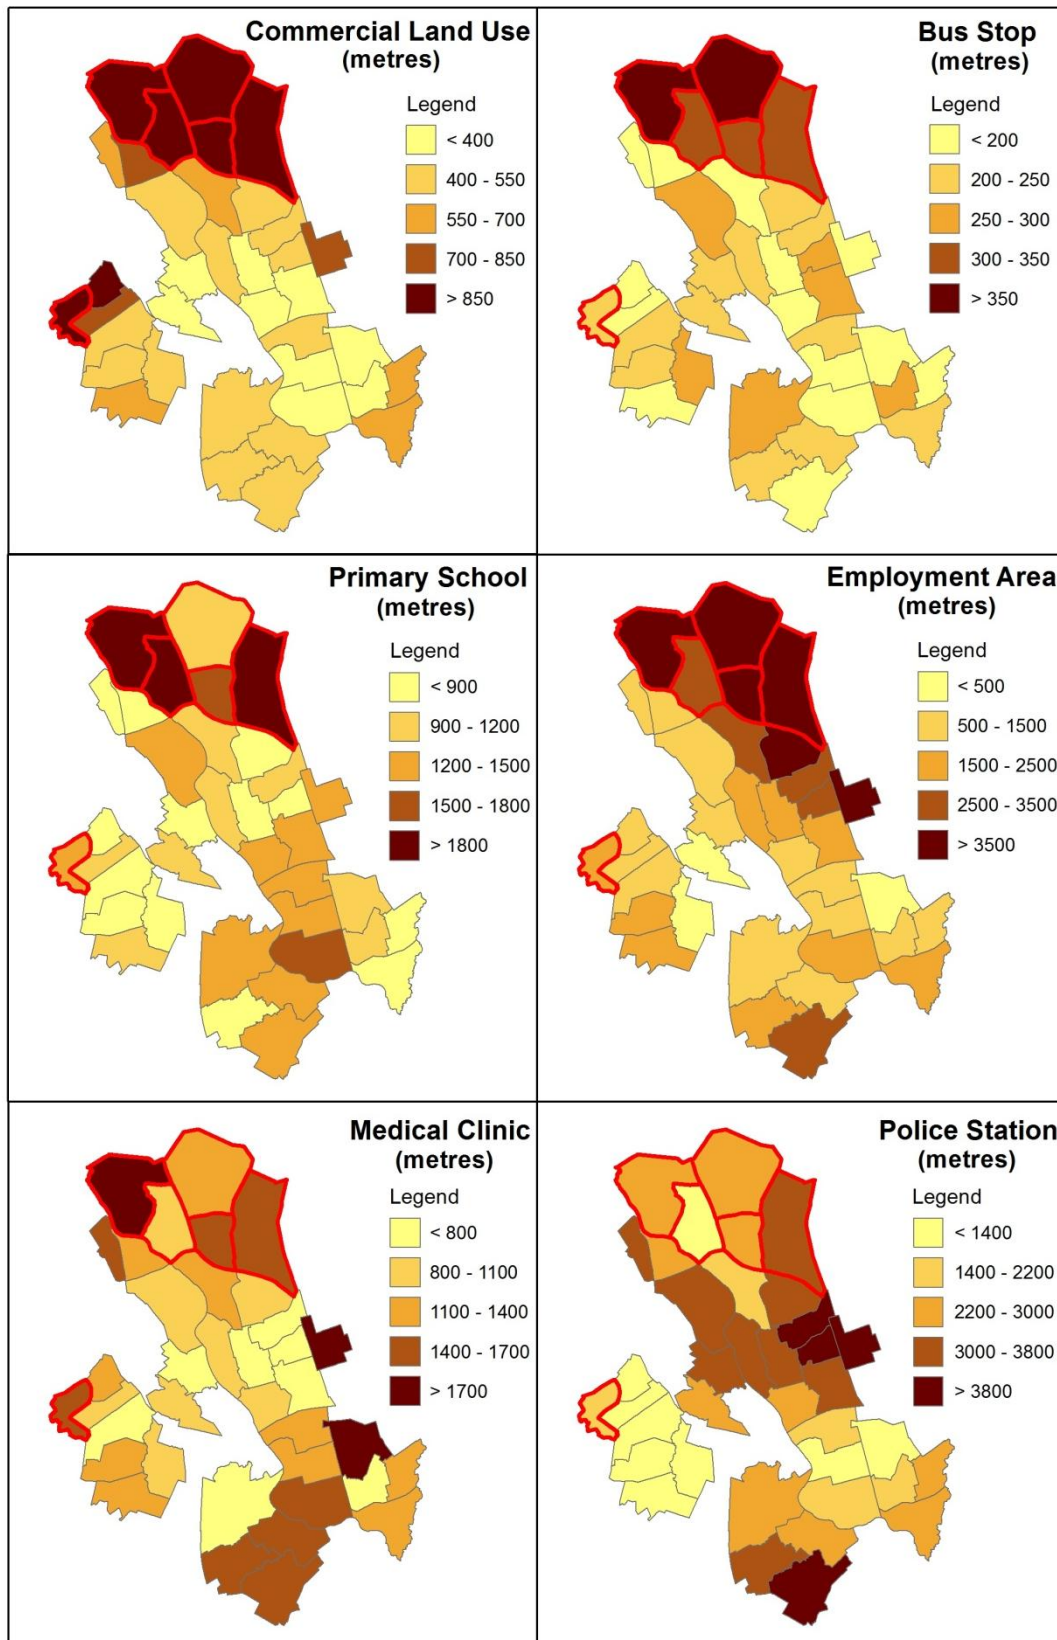 Commercial Land Use
(metres)
Legend
< 400
400 - 550
550 - 700
700 - 850
> 850
Bus Stop
(metres)
Legend
< 200
200 - 250
250 - 300
300 - 350
> 350
Primary School
(metres)
Legend
< 900
900 - 1200
1200 - 1500
1500 - 1800
> 1800
Employment Area
(metres)
Legend
< 500
500 - 1500
1500 - 2500
2500 - 3500
> 3500
Medical Clinic
(metres)
Legend
< 800
800 - 1100
1100 - 1400
1400 - 1700
> 1700
Police Station
(metres)
Legend
< 1400
1400 - 2200
2200 - 3000
3000 - 3800
> 3800